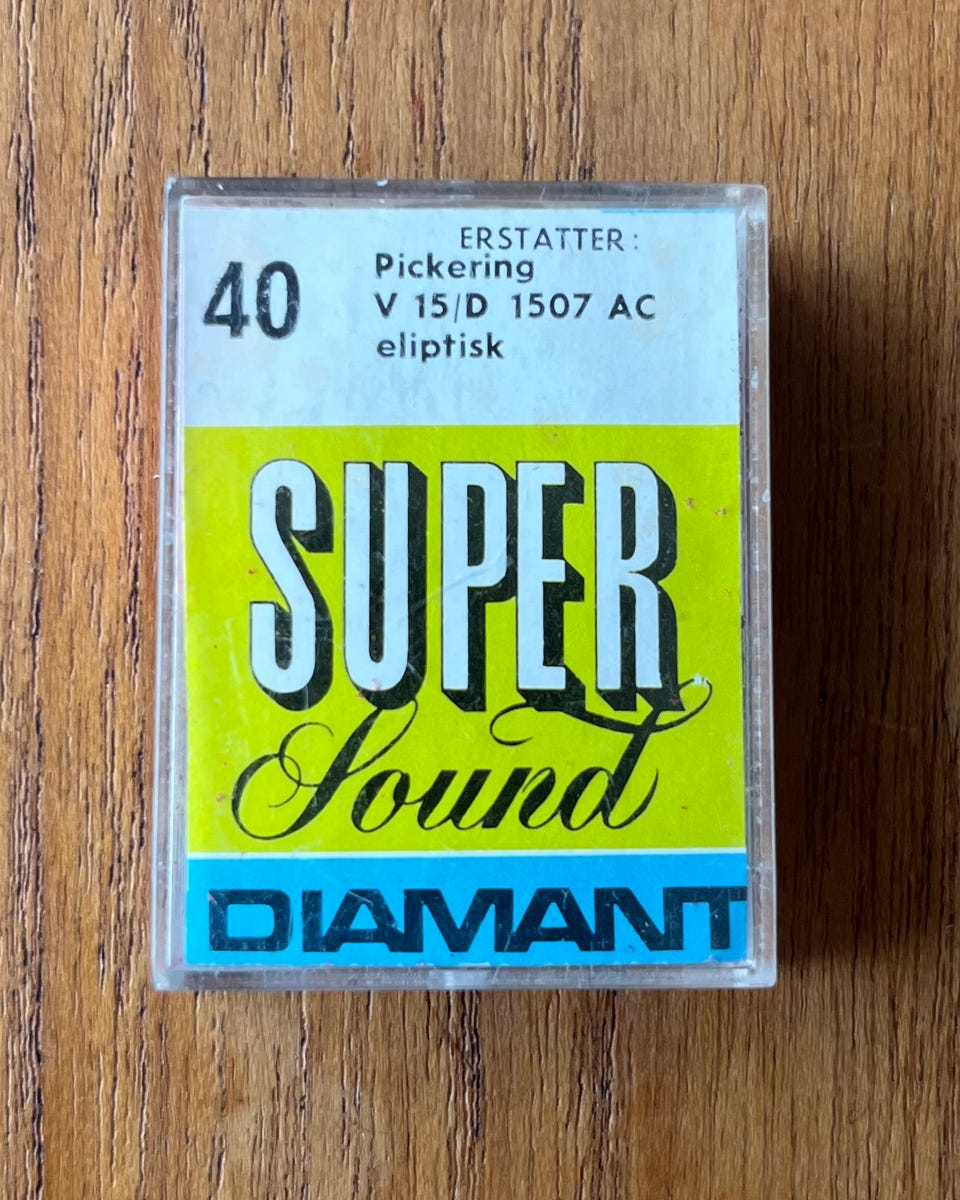 ERSTATTER:
40
Pickering
V 15/D 1507 AC
eliptisk
SUPER
Sound
DIAMANT